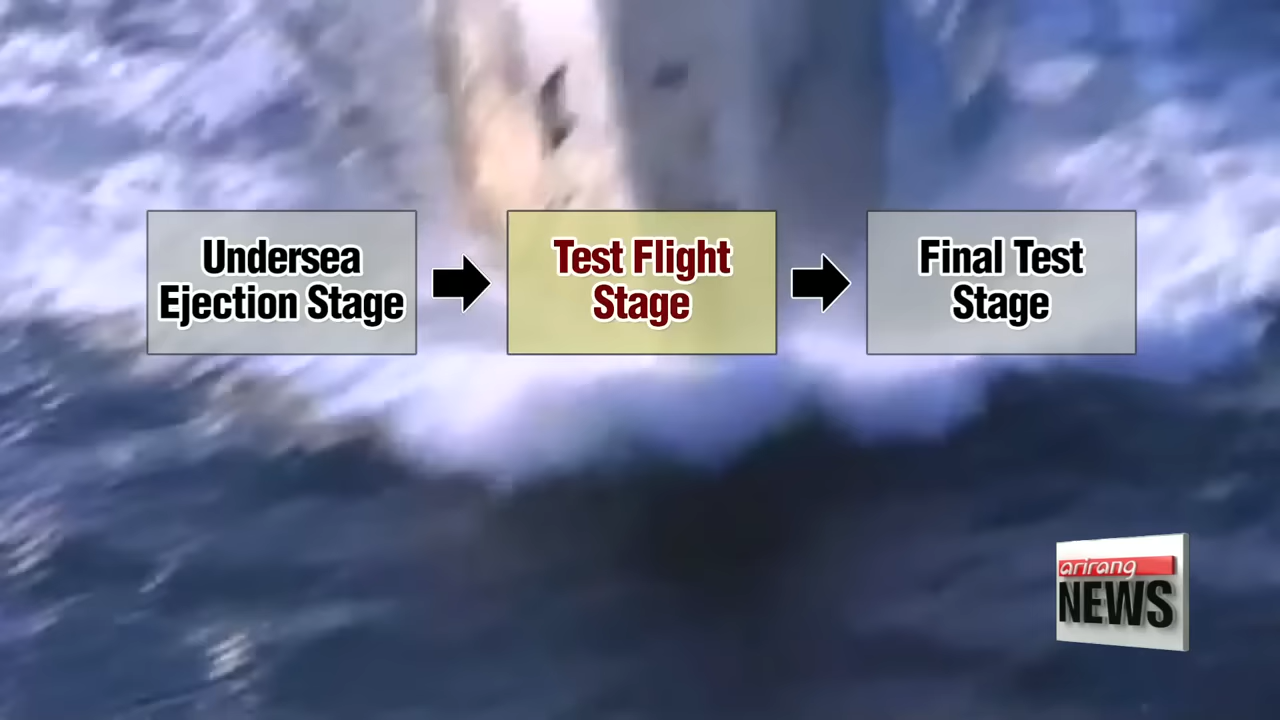 Undersea
Ejection Stage
Test Flight
Stage
Final Test
Stage
arirang
NEWS